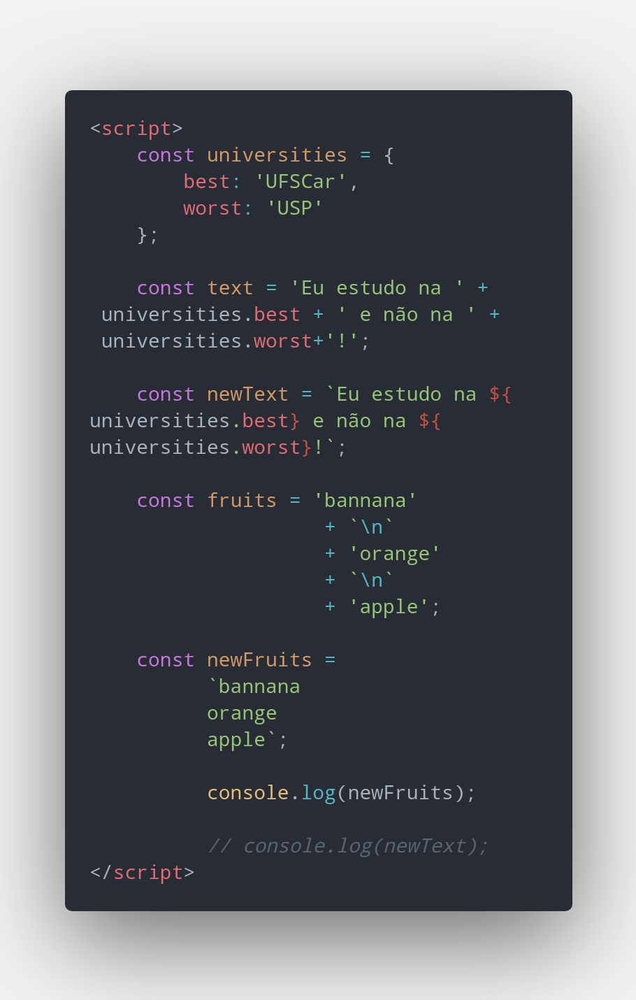 <script>
    const universities = {
        best: 'UFSCar',
        worst: 'USP'
    };

    const text = 'Eu estudo na ' +
 universities.best + ' e não na ' +
 universities.worst+'!';

    const newText = `Eu estudo na ${
universities.best} e não na ${
universities.worst}!`;

    const fruits = 'bannana'
                    + `\n`
                    + 'orange'
                    + `\n`
                    + 'apple';

    const newFruits =
          `bannana
          orange
          apple`;

          console.log(newFruits);

          // console.log(newText);
</script>